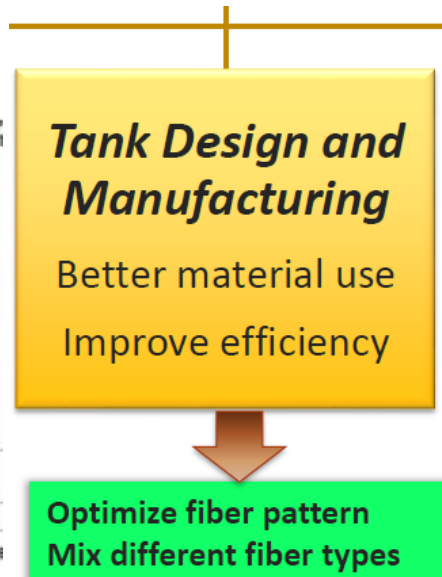 Tank Design and
Manufacturing
Better material use
Improve efficiency
Optimize fiber pattern
Mix different fiber types